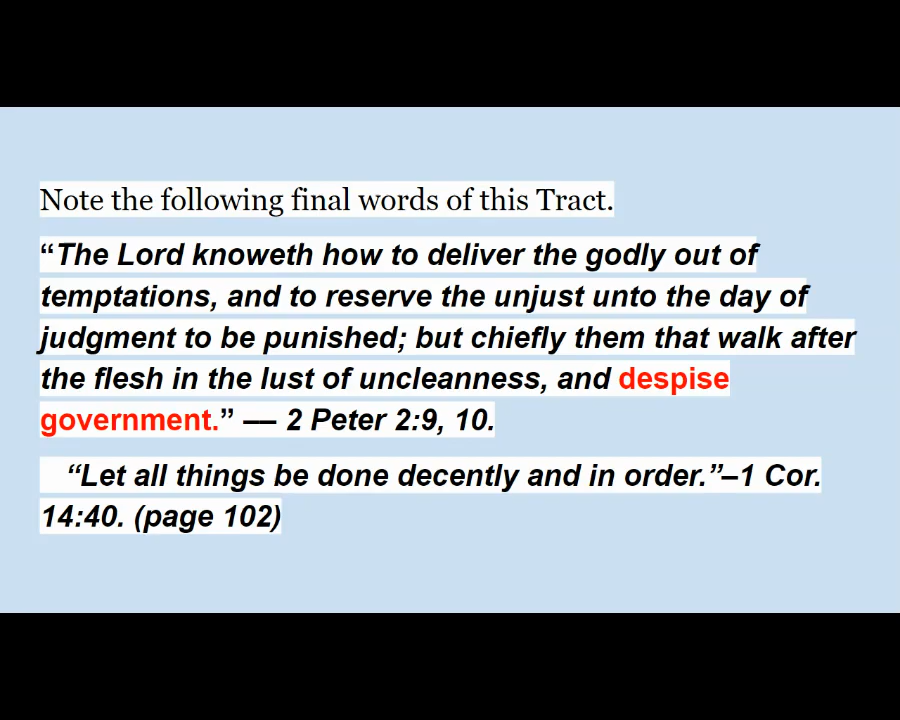 Note the following final words of this Tract.
“The Lord knoweth how to deliver the godly out of
temptations, and to reserve the unjust unto the day of
judgment to be punished; but chiefly them that walk after
the flesh in the lust of uncleanness, and despise
government.” — 2 Peter 2:9, 10.
“Let all things be done decently and in order.”–1 Cor.
14:40. (page 102)